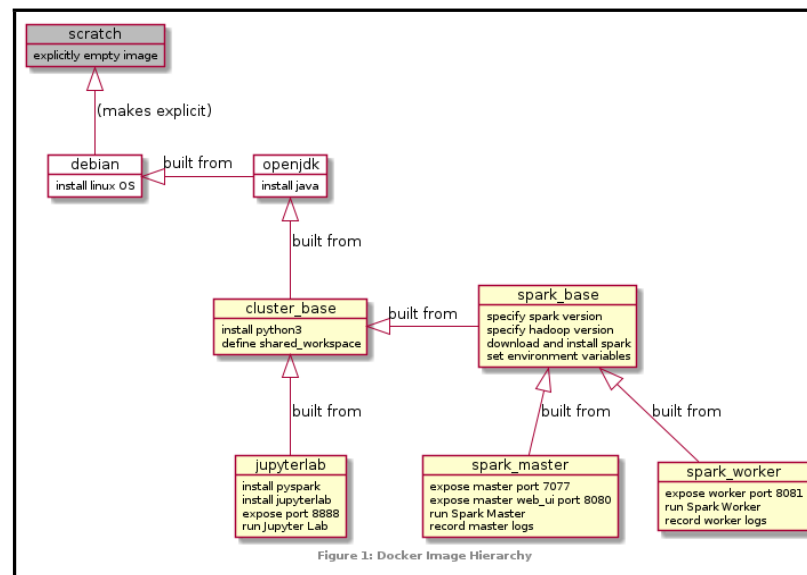 scratch
explicitly empty image
(makes explicit)
debian
install linux OS
built from
openjdk
install java
built from
cluster_base
install python3
define shared_workspace
built from
spark_base
specify spark version
specify hadoop version
download and install spark
set environment variables
built from
built from
built from
jupyterlab
install pyspark
install jupyterlab
expose port 8888
run Jupyter Lab
spark_master
expose master port 7077
expose master web_ui port 8080
run Spark Master
record master logs
spark_worker
expose worker port 8081
run Spark Worker
record worker logs
Figure 1: Docker Image Hierarchy